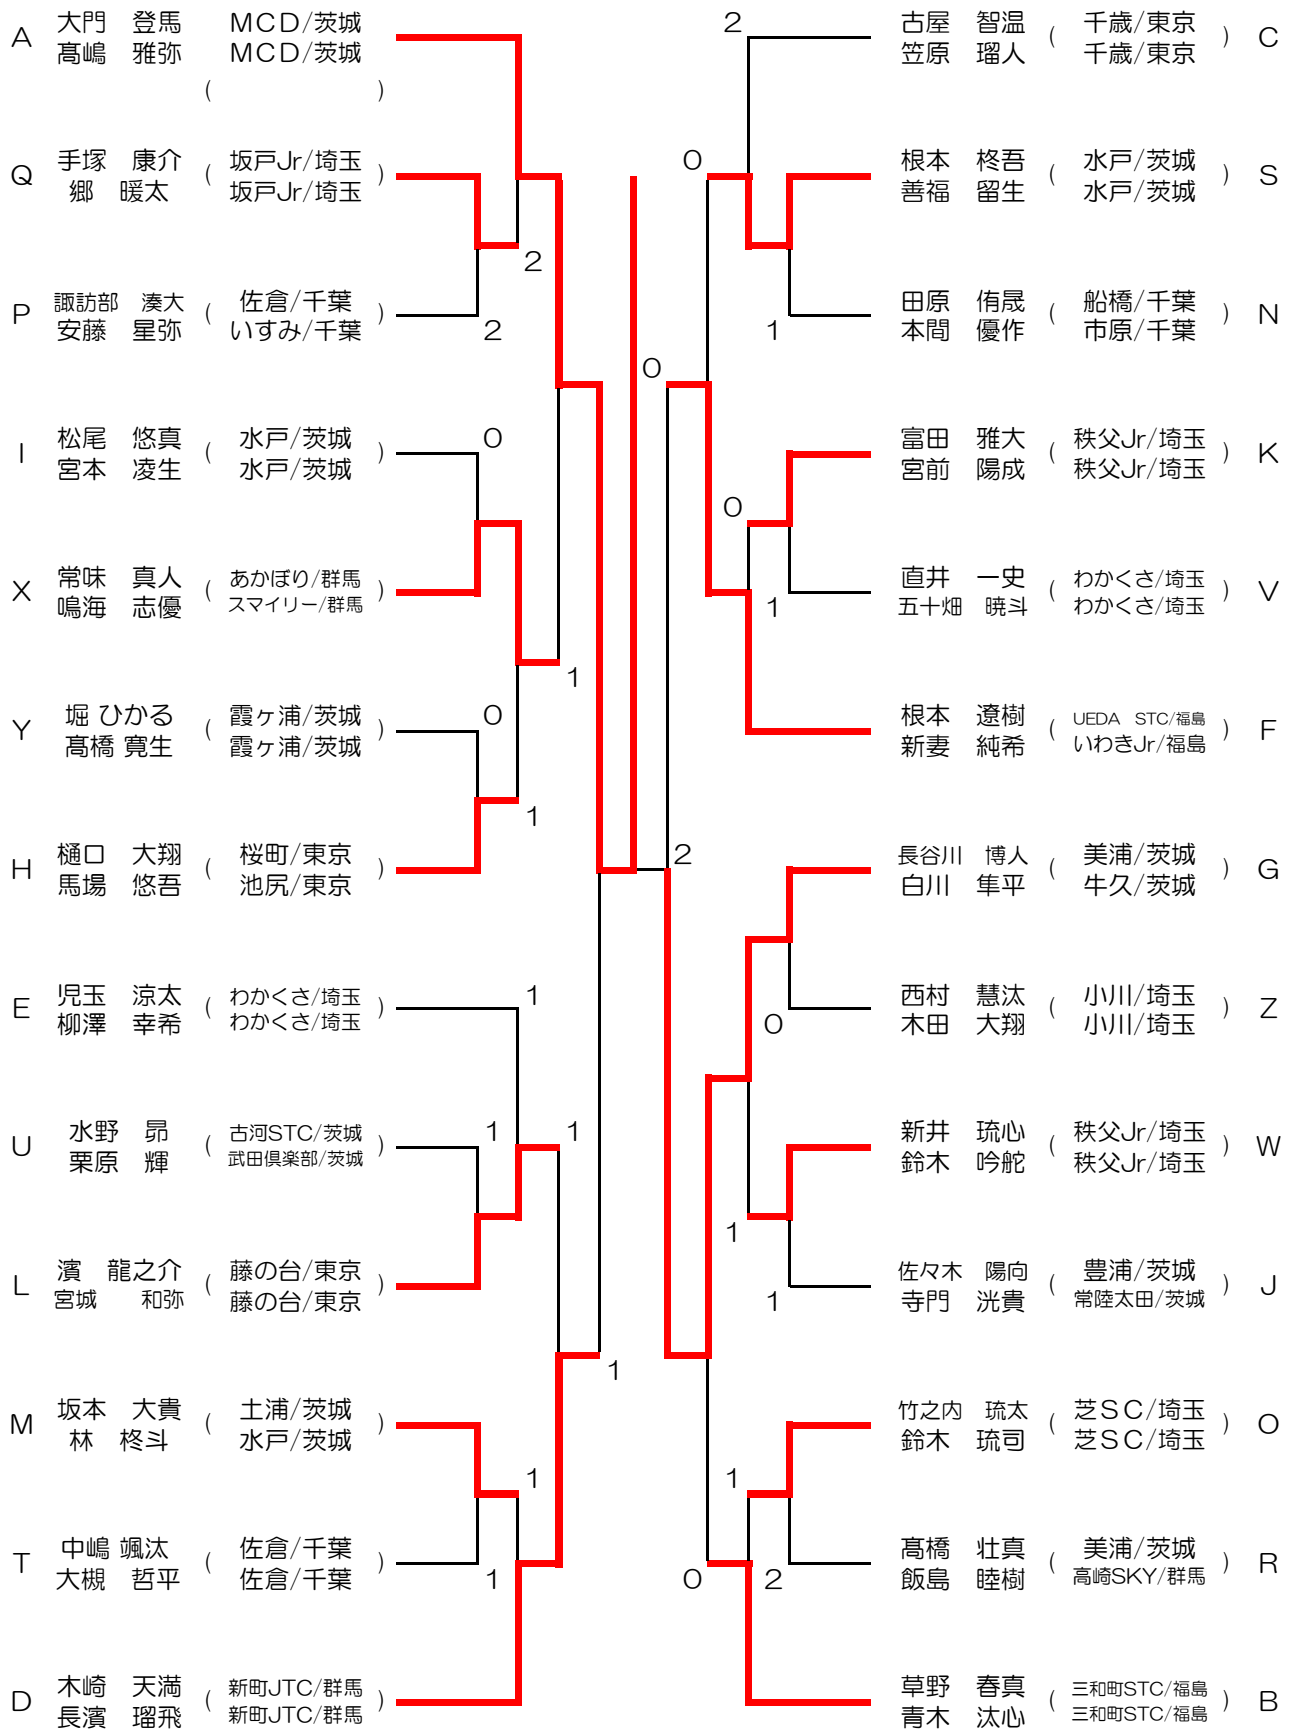 A 大門 登馬 MCD/茨城
髙嶋 雅弥 MCD/茨城
( )
Q 手塚 康介 ( 坂戸Jr/埼玉 )
郷 暖太 坂戸Jr/埼玉
2
P 諏訪部 湊大 ( 佐倉/千葉 )
安藤 星弥 いすみ/千葉
2
I 松尾 悠真 ( 水戸/茨城 ) 0
宮本 凌生 水戸/茨城
X 常味 真人 ( あかぼり/群馬 )
鳴海 志優 スマイリー/群馬
1
Y 堀 ひかる ( 霞ヶ浦/茨城 ) 0
髙橋 寛生 霞ヶ浦/茨城
1
H 樋口 大翔 ( 桜町/東京 )
馬場 悠吾 池尻/東京
E 児玉 涼太 ( わかくさ/埼玉 ) 1
柳澤 幸希 わかくさ/埼玉
U 水野 昴 ( 古河STC/茨城 ) 1 1
栗原 輝 武田倶楽部/茨城
L 濱 龍之介 ( 藤の台/東京 )
宮城 和弥 藤の台/東京
1
M 坂本 大貴 ( 土浦/茨城 )
林 柊斗 水戸/茨城
1
T 中嶋 颯汰 ( 佐倉/千葉 )
大槻 哲平 佐倉/千葉
1
D 木崎 天満 ( 新町JTC/群馬 )
長濱 瑠飛 新町JTC/群馬
2 古屋 智温 ( 千歳/東京 ) C
笠原 瑠人 千歳/東京
0
根本 柊吾 ( 水戸/茨城 ) S
善福 留生 水戸/茨城
田原 侑晟 ( 船橋/千葉 ) N
本間 優作 市原/千葉
1
0
富田 雅大 ( 秩父Jr/埼玉 ) K
宮前 陽成 秩父Jr/埼玉
0
直井 一史 ( わかくさ/埼玉 ) V
五十畑 暁斗 わかくさ/埼玉
1
根本 遼樹 ( UEDA STC/福島 ) F
新妻 純希 いわきJr/福島
2
長谷川 博人 ( 美浦/茨城 ) G
白川 隼平 牛久/茨城
西村 慧汰 ( 小川/埼玉 ) Z
木田 大翔 小川/埼玉
0
新井 琉心 ( 秩父Jr/埼玉 ) W
鈴木 吟舵 秩父Jr/埼玉
1
佐々木 陽向 ( 豊浦/茨城 ) J
寺門 洸貴 常陸太田/茨城
1
竹之内 琉太 ( 芝SC/埼玉 ) O
鈴木 琉司 芝SC/埼玉
1
髙橋 壮真 ( 美浦/茨城 ) R
飯島 睦樹 高崎SKY/群馬
0 2
草野 春真 ( 三和町STC/福島 ) B
青木 汰心 三和町STC/福島